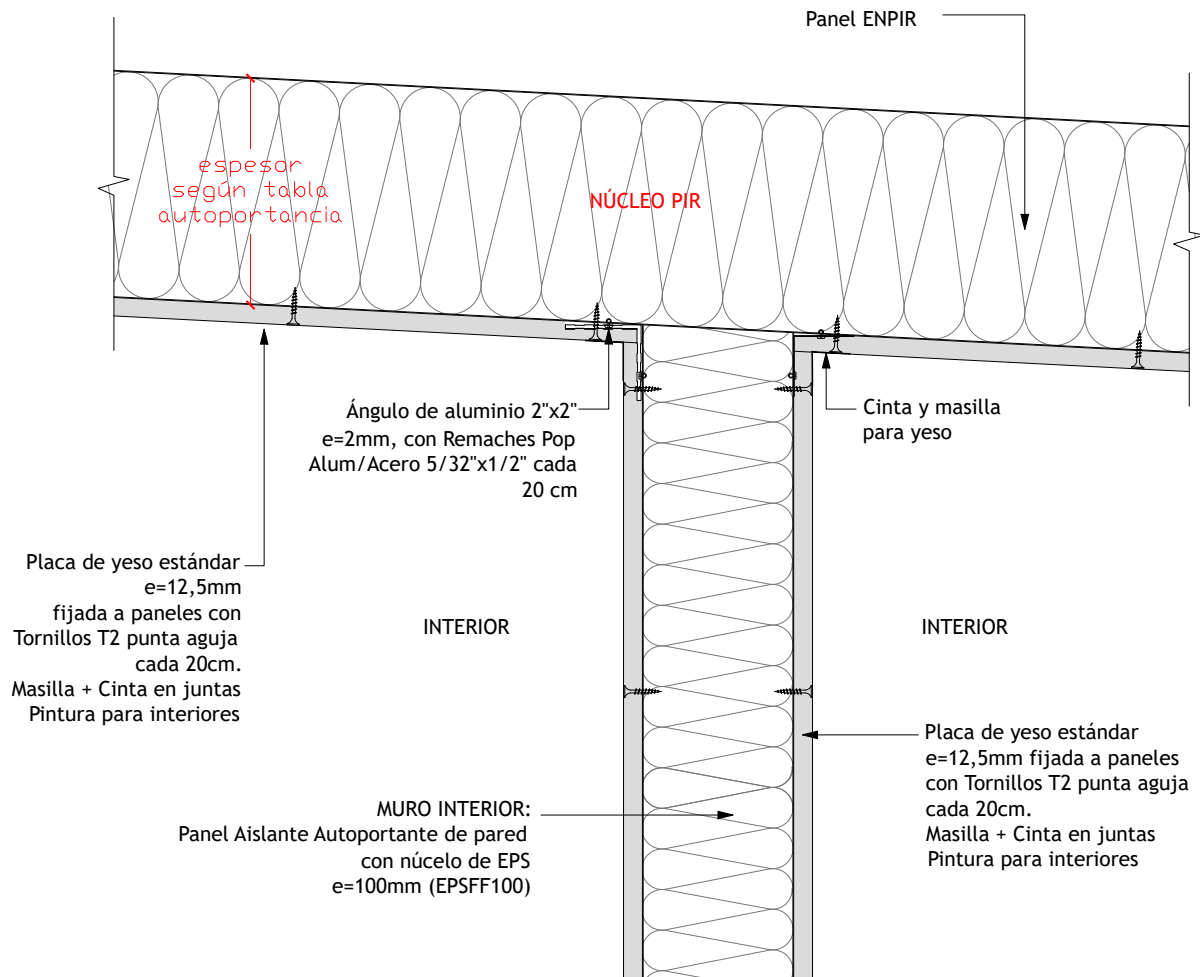 Panel ENPIR
espesor
según tabla
autoportancia
NÚCLEO PIR
Ángulo de aluminio 2"x2"
e=2mm, con Remaches Pop
Alum/Acero 5/32"x1/2" cada
20 cm
Cinta y masilla
para yeso
Placa de yeso estándar
e=12,5mm
fijada a paneles con
Tornillos T2 punta aguja
cada 20cm.
Masilla + Cinta en juntas
Pintura para interiores
INTERIOR
INTERIOR
Placa de yeso estándar
e=12,5mm fijada a paneles
con Tornillos T2 punta aguja
cada 20cm.
Masilla + Cinta en juntas
Pintura para interiores
MURO INTERIOR:
Panel Aislante Autoportante de pared
con núcelo de EPS
e=100mm (EPSFF100)